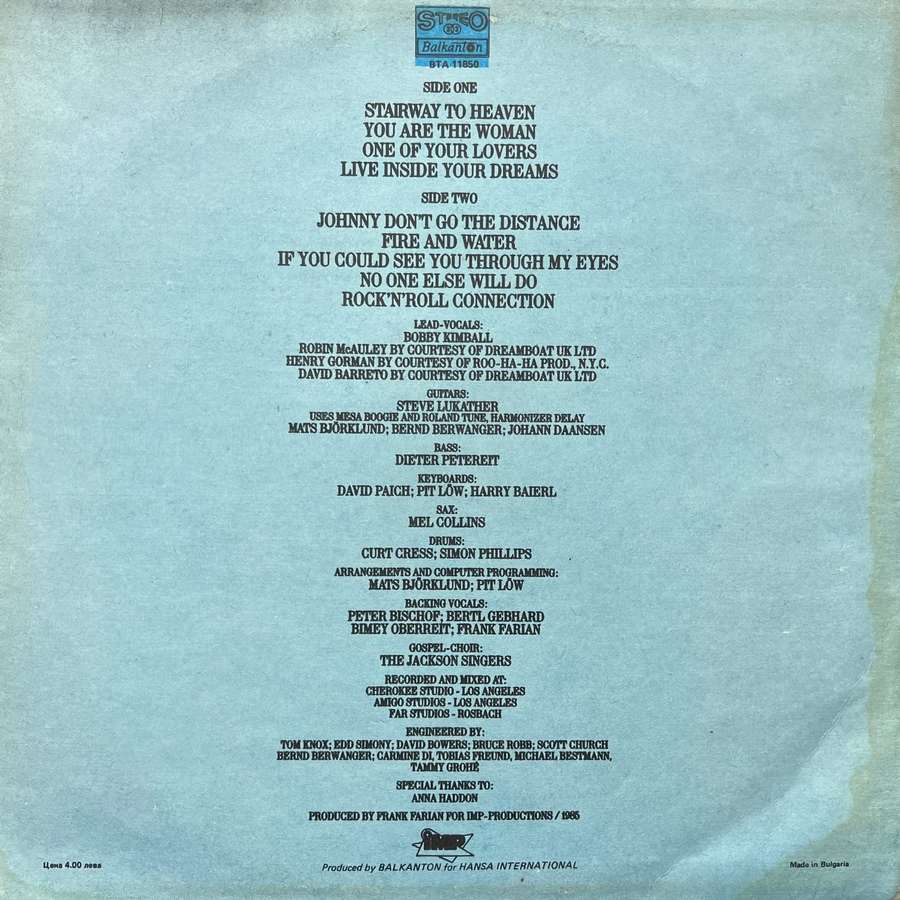 STEREO
Balkanton
BTA 11850
SIDE ONE
STAIRWAY TO HEAVEN
YOU ARE THE WOMAN
ONE OF YOUR LOVERS
LIVE INSIDE YOUR DREAMS
SIDE TWO
JOHNNY DON'T GO THE DISTANCE
FIRE AND WATER
IF YOU COULD SEE YOU THROUGH MY EYES
NO ONE ELSE WILL DO
ROCK'N'ROLL CONNECTION
LEAD-VOCALS:
BOBBY KIMBALL
ROBIN McAULEY BY COURTESY OF DREAMBOAT UK LTD
HENRY GORMAN BY COURTESY OF ROO-HA-HA PROD., N.Y.C.
DAVID BARRETO BY COURTESY OF DREAMBOAT UK LTD
GUITARS:
STEVE LUKATHER
USES MESA BOOGIE AND ROLAND TUNE, HARMONIZER DELAY
MATS BJÖRKLUND; BERND BERWANGER; JOHANN DAANSEN
BASS:
DIETER PETEREIT
KEYBOARDS:
DAVID PAICH; PIT LÖW; HARRY BAIERL
SAX:
MEL COLLINS
DRUMS:
CURT CRESS; SIMON PHILLIPS
ARRANGEMENTS AND COMPUTER PROGRAMMING:
MATS BJÖRKLUND; PIT LÖW
BACKING VOCALS:
PETER BISCHOF; BERTL GEBHARD
BIMEY OBERREIT; FRANK FARIAN
GOSPEL-CHOIR:
THE JACKSON SINGERS
RECORDED AND MIXED AT:
CHEROKEE STUDIO - LOS ANGELES
AMIGO STUDIOS - LOS ANGELES
FAR STUDIOS - ROSBACH
ENGINEERED BY:
TOM KNOX; EDD SIMONY; DAVID BOWERS; BRUCE ROBB; SCOTT CHURCH
BERND BERWANGER; CARMINE DI, TOBIAS FREUND, MICHAEL BESTMANN,
TAMMY GROHÉ
SPECIAL THANKS TO:
ANNA HADDON
PRODUCED BY FRANK FARIAN FOR IMP-PRODUCTIONS / 1985
IMP
Цена 4.00 лева
Produced by BALKANTON for HANSA INTERNATIONAL
Made in Bulgaria